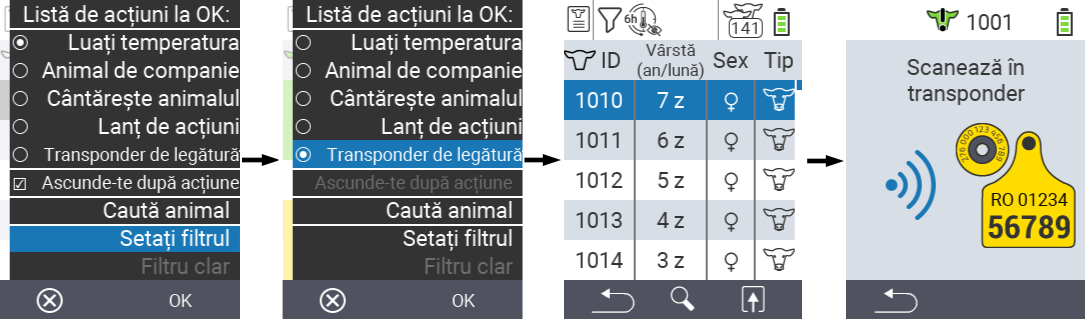 Listă de acțiuni la OK:
Luați temperatura
Animal de companie
Cântărește animalul
Lanț de acțiuni
Transponder de legătură
Ascunde-te după acțiune
Caută animal
Setați filtrul
Filtru clar
OK
Listă de acțiuni la OK:
Luați temperatura
Animal de companie
Cântărește animalul
Lanț de acțiuni
Transponder de legătură
Ascunde-te după acțiune
Caută animal
Setați filtrul
Filtru clar
OK
6h
141
ID Vârstă (an/lună) Sex Tip
1010 7 z
1011 6 z
1012 5 z
1013 4 z
1014 3 z
1001
Scanează în
transponder
276 000 123 456 789
RO 01234
56789